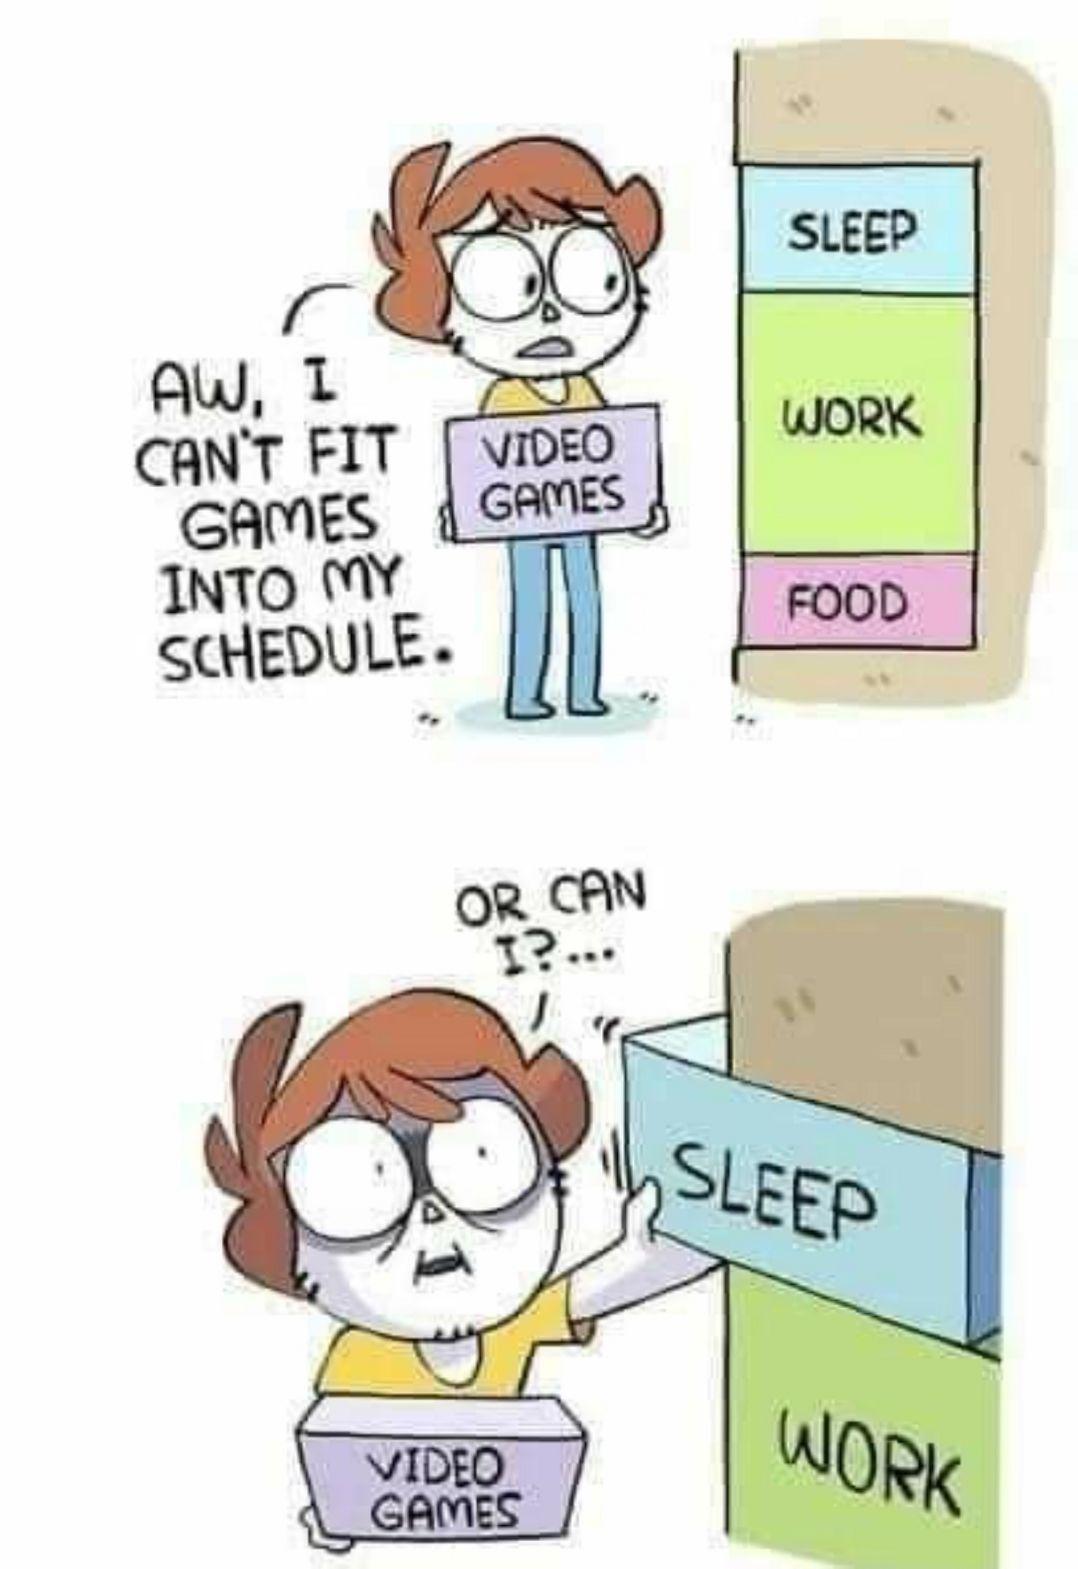 SLEEP
AW, I
CAN'T FIT
GAMES
INTO MY
SCHEDULE.
VIDEO
GAMES
WORK
FOOD
OR CAN
I?...
SLEEP
VIDEO
GAMES
WORK